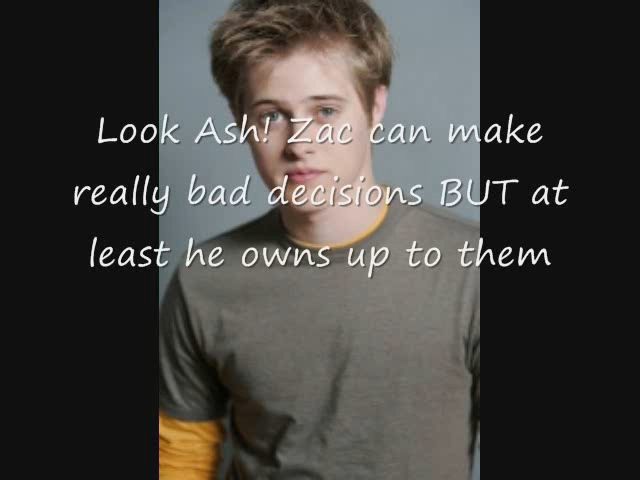 Look Ash! Zac can make
really bad decisions BUT at
least he owns up to them